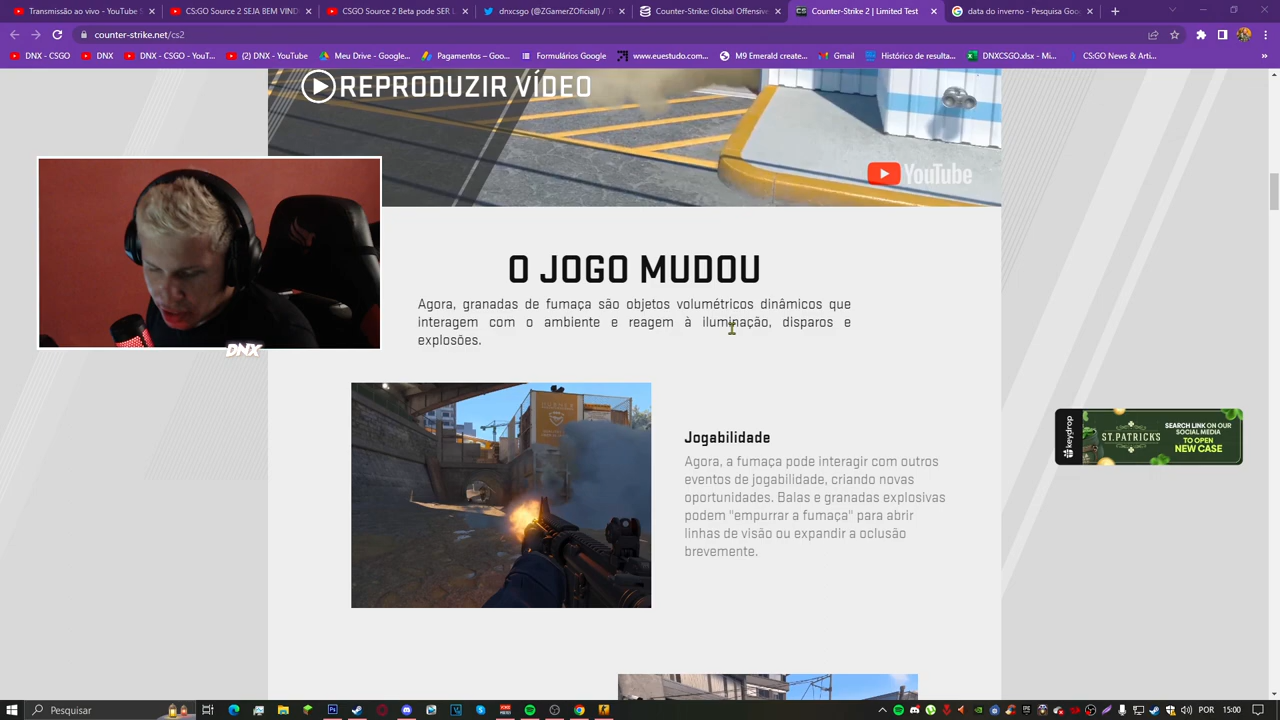 Transmissão ao vivo - YouTube S
CS:GO Source 2 SEJA BEM VIND
CSGO Source 2 Beta pode SER L
dnxcsgo (@ZGamerZOficiall) / T
Counter-Strike: Global Offensive
CS Counter-Strike 2 | Limited Test
data do inverno - Pesquisa Goo
counter-strike.net/cs2
DNX - CSGO
DNX
CSGO - YouT...
(2) DNX - YouTube
Meu Drive - Google...
Pagamentos – Goo...
Formulários Google
www.euestudo.com...
M9 Emerald create...
Gmail
Histórico de resulta...
DNXCSGO.xlsx - Mi...
CS:GO News & Arti...
REPRODUZIR VÍDEO
YouTube
O JOGO MUDOU
Agora, granadas de fumaça são objetos volumétricos dinâmicos que
interagem com o ambiente e reagem à iluminação, disparos e
explosões.
DNX
Jogabilidade
Agora, a fumaça pode interagir com outros
eventos de jogabilidade, criando novas
oportunidades. Balas e granadas explosivas
podem "empurrar a fumaça" para abrir
linhas de visão ou expandir a oclusão
brevemente.
keydrop
ST.PATRICKS
SEARCH LINK ON OUR
SOCIAL MEDIA
TO OPEN
NEW CASE
Pesquisar
POR
15:00